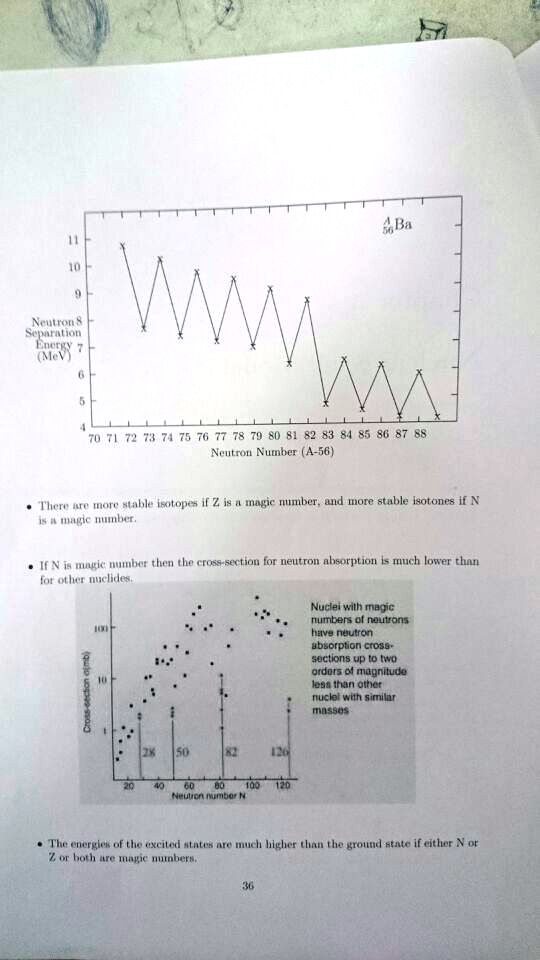 A
56Ba
11
10
9
8
7
6
5
4
Neutron
Separation
Energy
(MeV)
70 71 72 73 74 75 76 77 78 79 80 81 82 83 84 85 86 87 88
Neutron Number (A-56)
• There are more stable isotopes if Z is a magic number, and more stable isotones if N
is a magic number.
• If N is magic number then the cross-section for neutron absorption is much lower than
for other nuclides.
Nuclei with magic
numbers of neutrons
have neutron
absorption cross-
sections up to two
orders of magnitude
less than other
nuclei with similar
masses
Cross-section σ(mb)
100
10
1
28 50 82 126
20 40 60 80 100 120
Neutron number N
• The energies of the excited states are much higher than the ground state if either N or
Z or both are magic numbers.
36